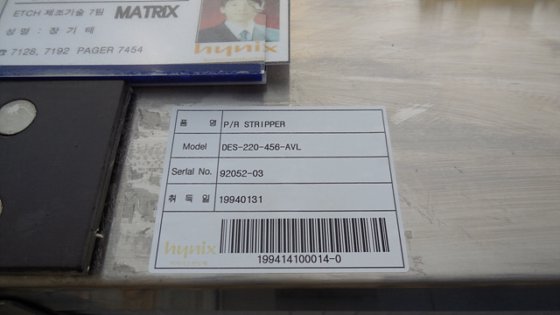 ETCH 제조기술 7팀 MATRIX
성명 : 장기태
☎ 7128, 7192 PAGER 7454
hynix
품 명 P/R STRIPPER
Model DES-220-456-AVL
Serial No. 92052-03
취 득 일 19940131
hynix
199414100014-0